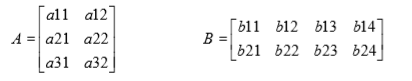 A = [a11 a12
a21 a22
a31 a32]
B = [b11 b12 b13 b14
b21 b22 b23 b24]